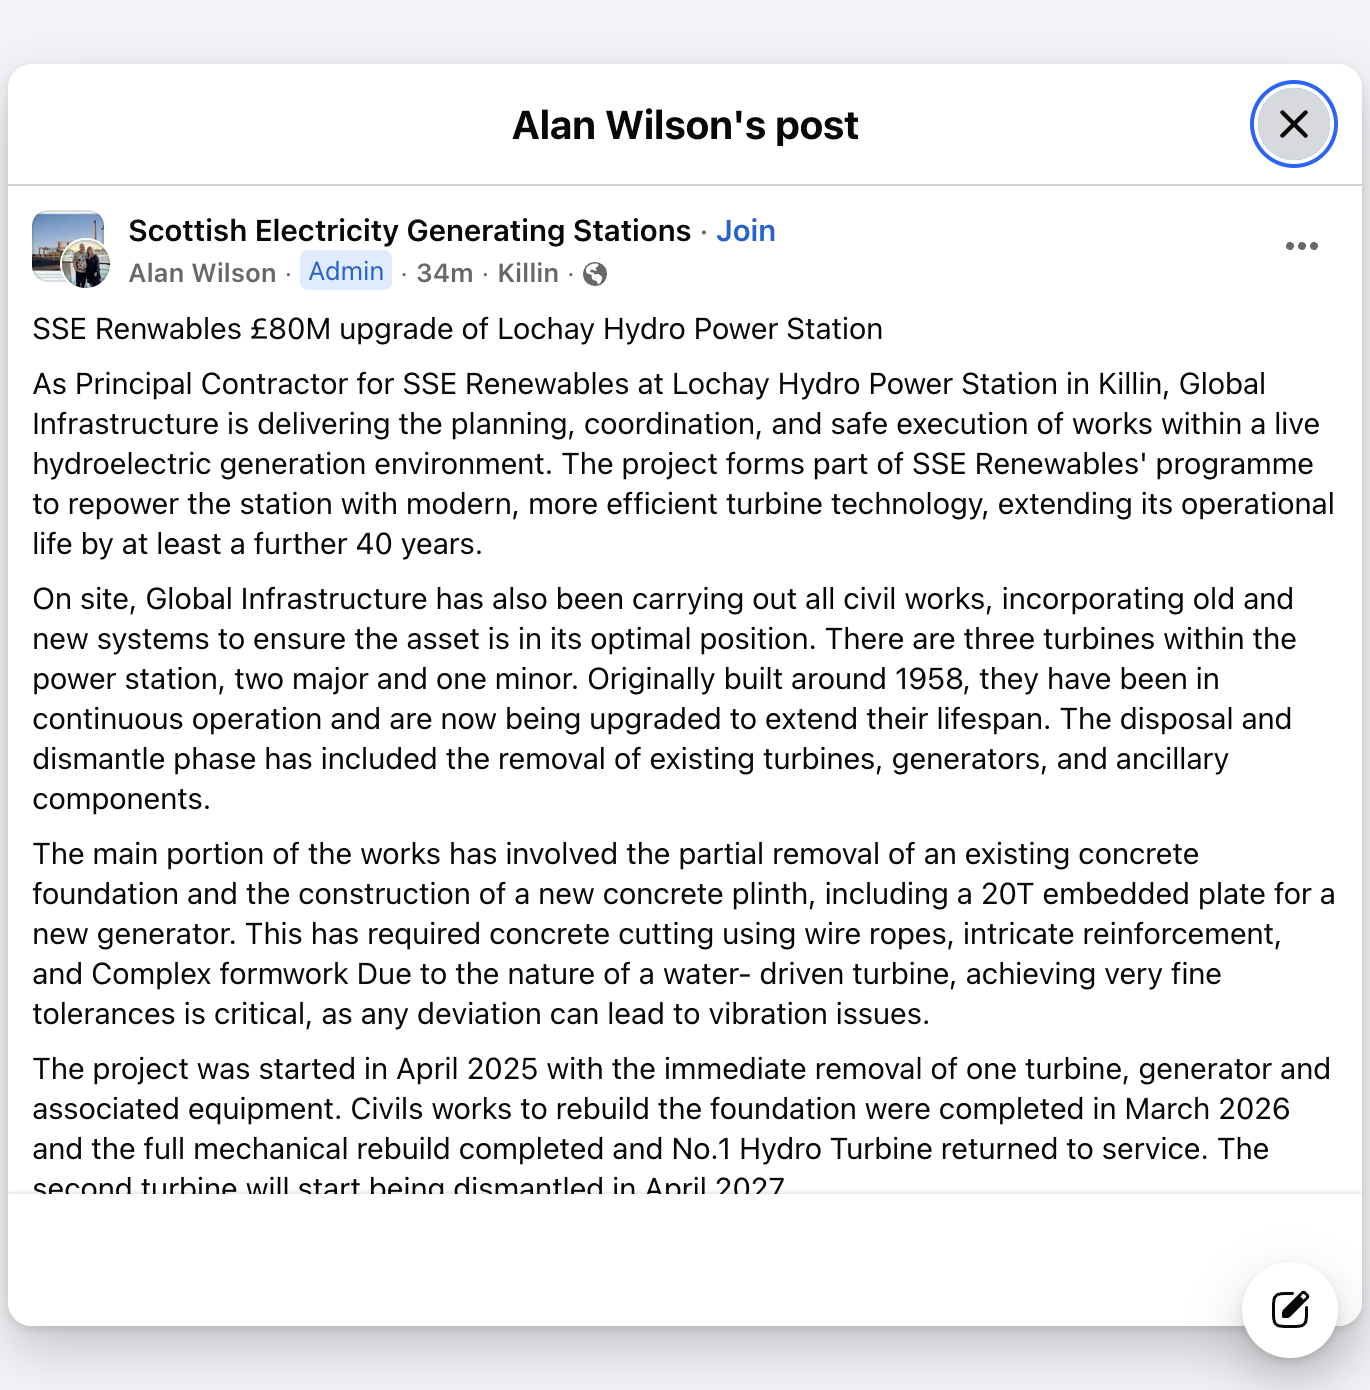 Alan Wilson's post
Scottish Electricity Generating Stations · Join
Alan Wilson · Admin · 34m · Killin ·
SSE Renwables £80M upgrade of Lochay Hydro Power Station
As Principal Contractor for SSE Renewables at Lochay Hydro Power Station in Killin, Global
Infrastructure is delivering the planning, coordination, and safe execution of works within a live
hydroelectric generation environment. The project forms part of SSE Renewables' programme
to repower the station with modern, more efficient turbine technology, extending its operational
life by at least a further 40 years.
On site, Global Infrastructure has also been carrying out all civil works, incorporating old and
new systems to ensure the asset is in its optimal position. There are three turbines within the
power station, two major and one minor. Originally built around 1958, they have been in
continuous operation and are now being upgraded to extend their lifespan. The disposal and
dismantle phase has included the removal of existing turbines, generators, and ancillary
components.
The main portion of the works has involved the partial removal of an existing concrete
foundation and the construction of a new concrete plinth, including a 20T embedded plate for a
new generator. This has required concrete cutting using wire ropes, intricate reinforcement,
and Complex formwork Due to the nature of a water- driven turbine, achieving very fine
tolerances is critical, as any deviation can lead to vibration issues.
The project was started in April 2025 with the immediate removal of one turbine, generator and
associated equipment. Civils works to rebuild the foundation were completed in March 2026
and the full mechanical rebuild completed and No.1 Hydro Turbine returned to service. The
second turbine will start being dismantled in April 2027